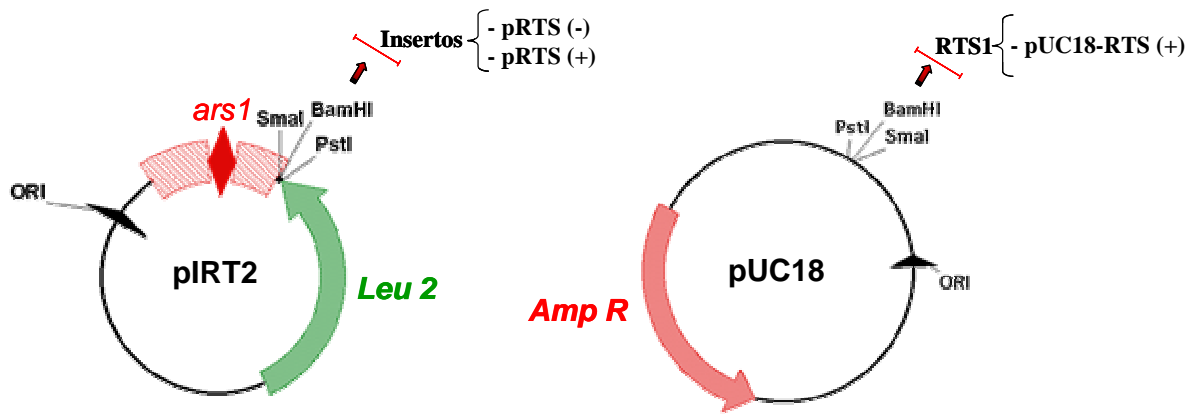 Insertos
- pRTS (-)
- pRTS (+)
ars1
SmaI
BamHI
PstI
ORI
pIRT2
Leu 2
RTS1
- pUC18-RTS (+)
BamHI
PstI
SmaI
pUC18
ORI
Amp R